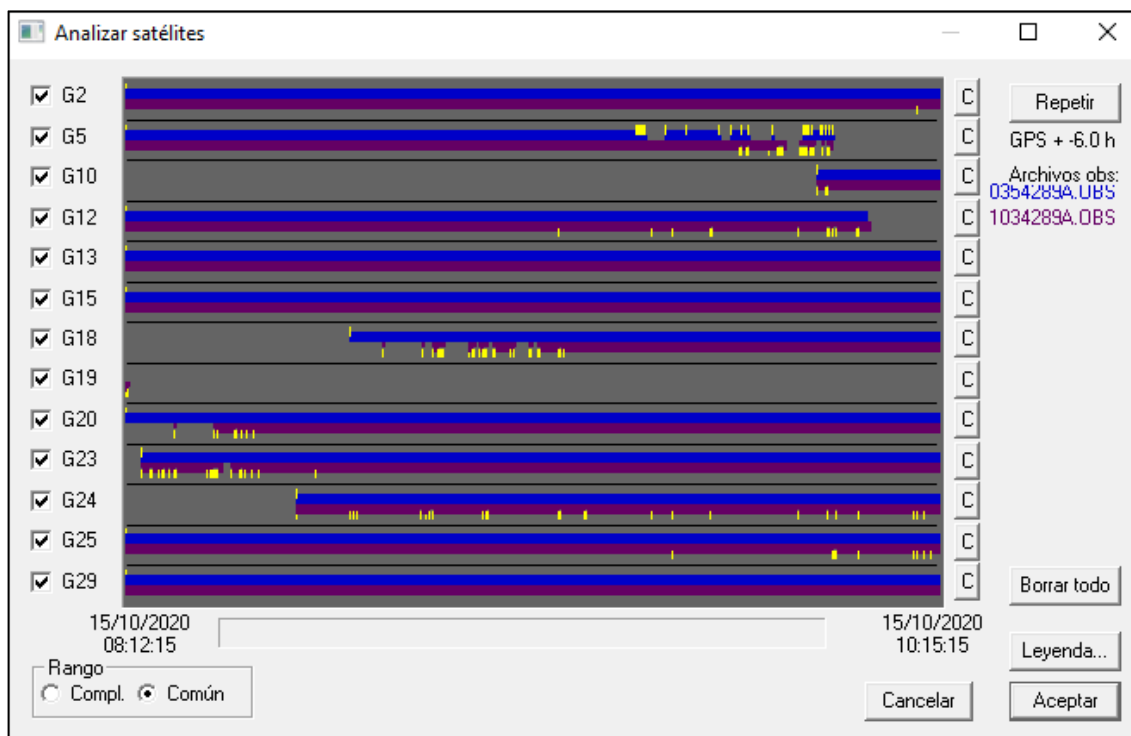 Analizar satélites
G2
C
Repetir
G5
C
GPS + -6.0 h
G10
C
Archivos obs:
0354289A.OBS
G12
C
1034289A.OBS
G13
C
G15
C
G18
C
G19
C
G20
C
G23
C
G24
C
G25
C
G29
C
Borrar todo
15/10/2020
08:12:15
15/10/2020
10:15:15
Leyenda...
Rango
Compl.
Común
Cancelar
Aceptar